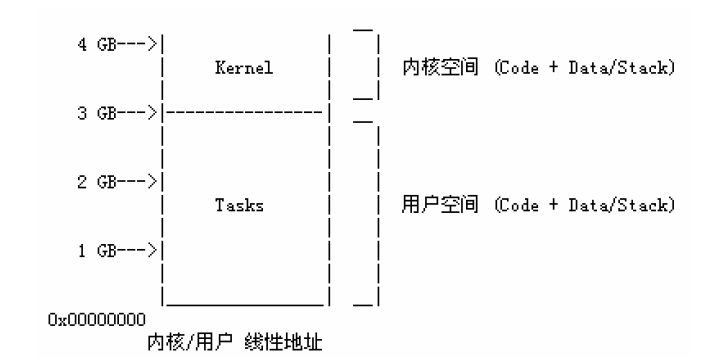 4 GB--->
Kernel
内核空间 (Code + Data/Stack)
3 GB--->
2 GB--->
Tasks
用户空间 (Code + Data/Stack)
1 GB--->
0x00000000
内核/用户 线性地址